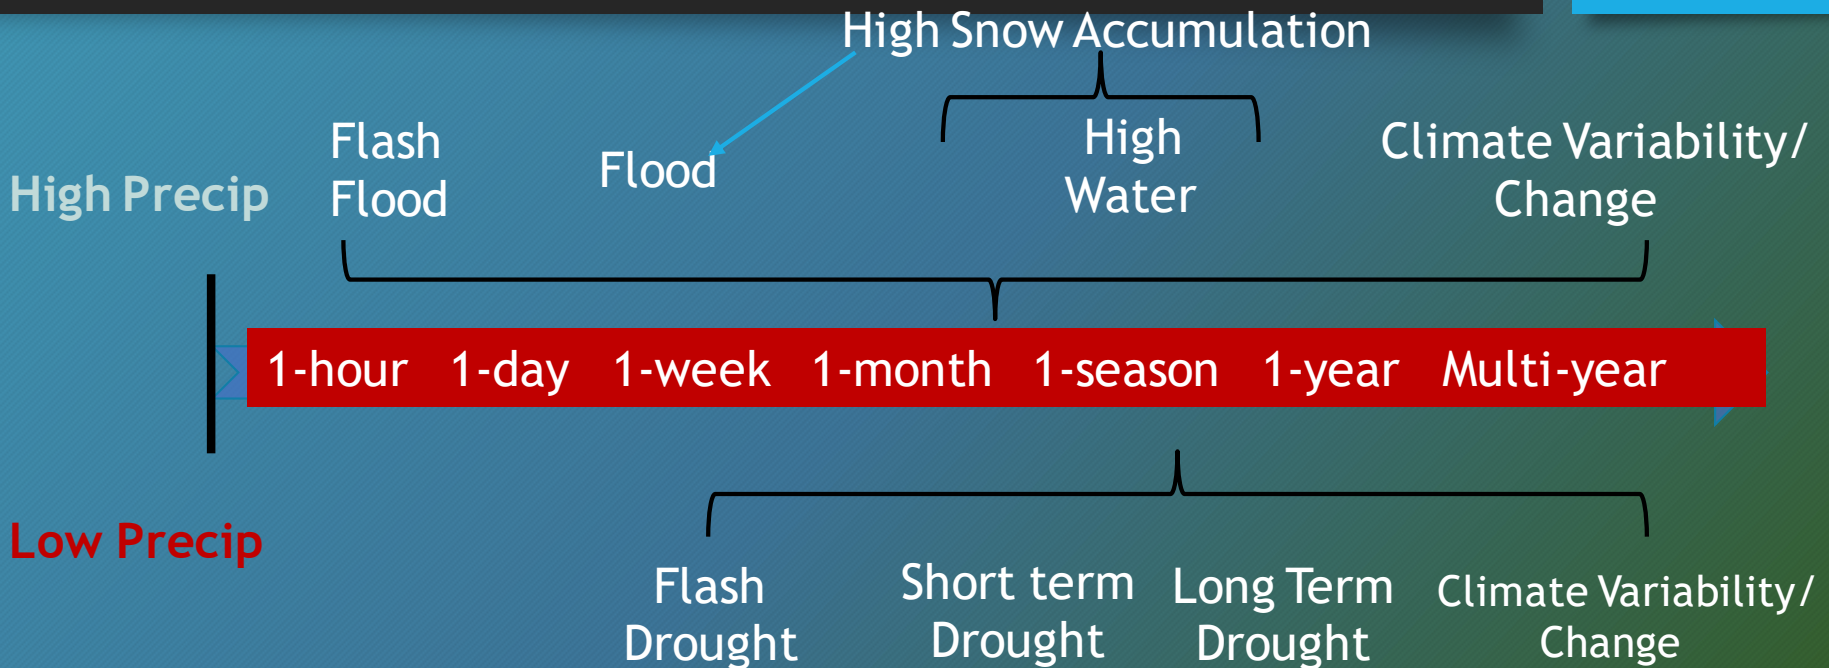 High Snow Accumulation
Flash
Flood
Flood
High
Water
Climate Variability/
Change
High Precip
1-hour 1-day 1-week 1-month 1-season 1-year Multi-year
Low Precip
Flash
Drought
Short term
Drought
Long Term
Drought
Climate Variability/
Change